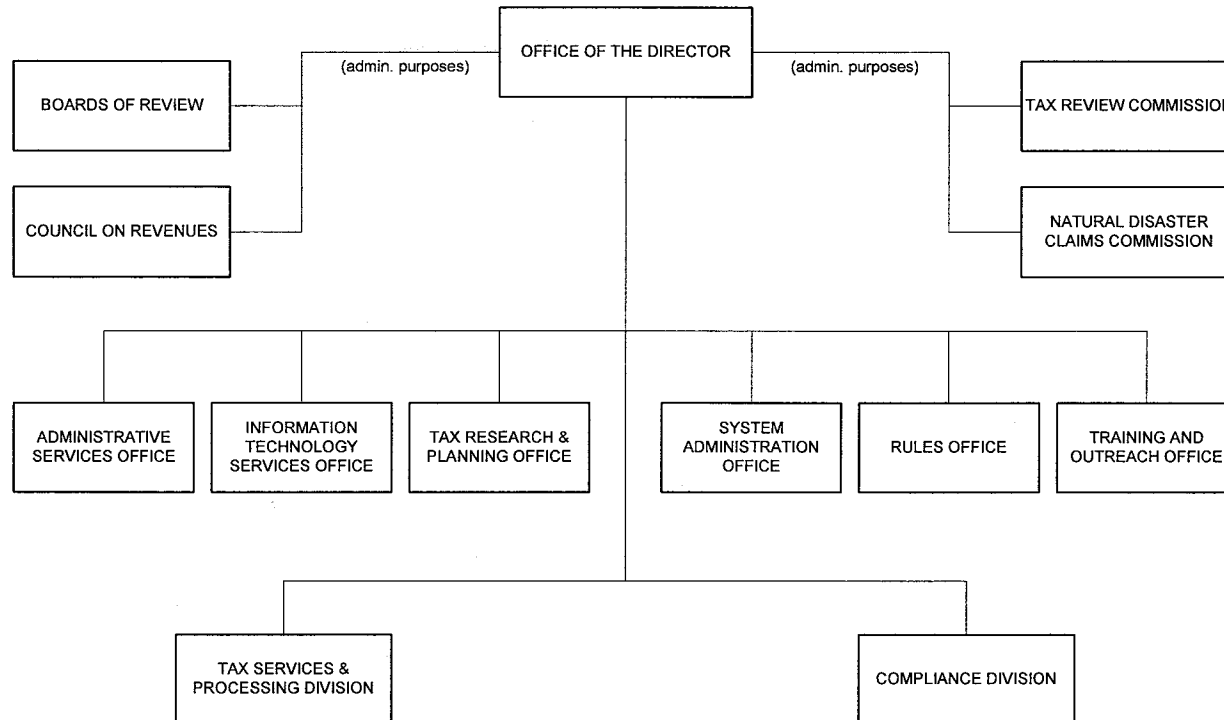 OFFICE OF THE DIRECTOR
(admin. purposes)
(admin. purposes)
BOARDS OF REVIEW
TAX REVIEW COMMISSION
COUNCIL ON REVENUES
NATURAL DISASTER
CLAIMS COMMISSION
ADMINISTRATIVE
SERVICES OFFICE
INFORMATION
TECHNOLOGY
SERVICES OFFICE
TAX RESEARCH &
PLANNING OFFICE
SYSTEM
ADMINISTRATION
OFFICE
RULES OFFICE
TRAINING AND
OUTREACH OFFICE
TAX SERVICES &
PROCESSING DIVISION
COMPLIANCE DIVISION